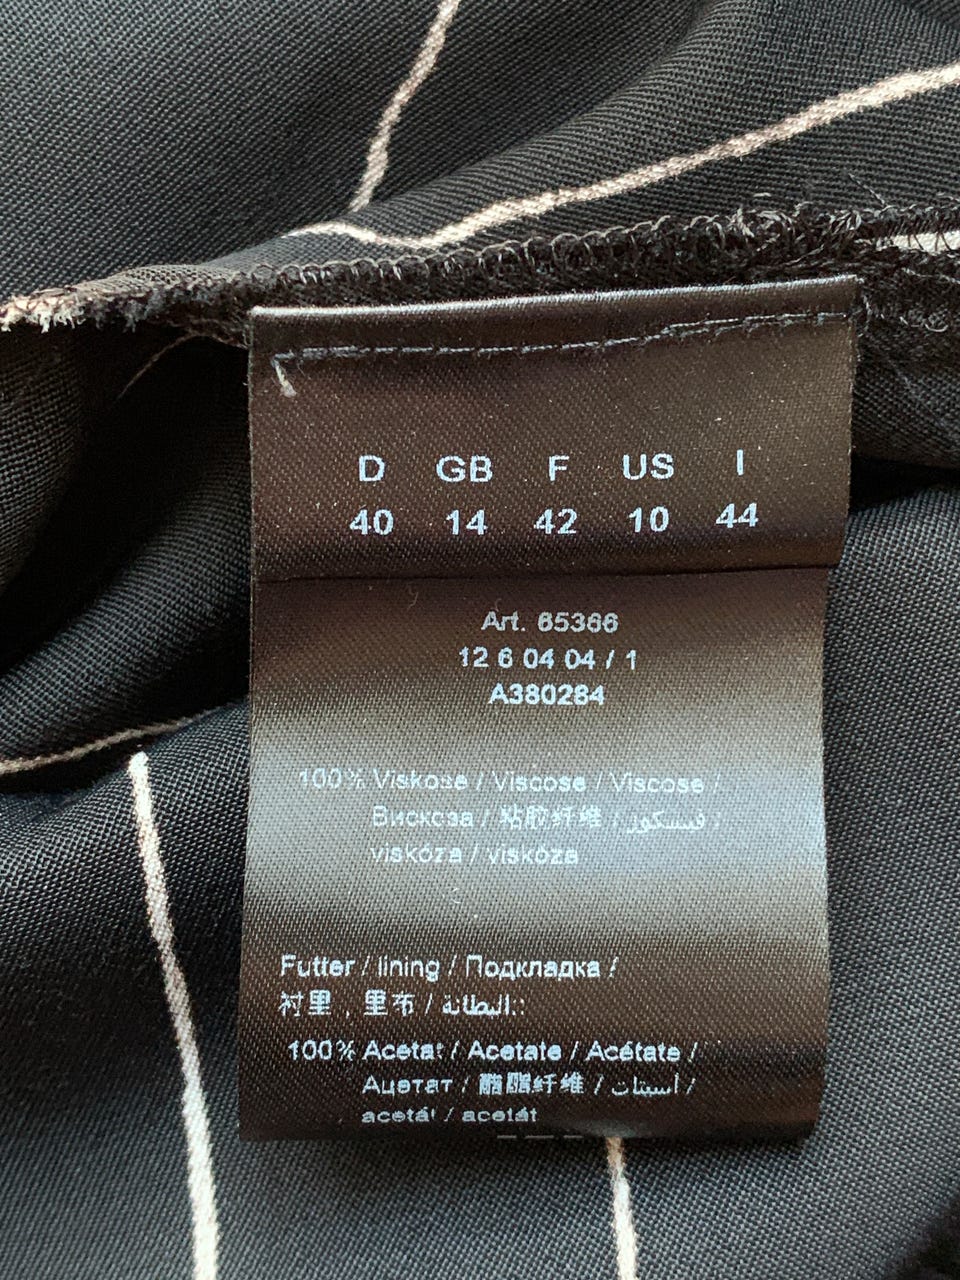 D GB F US I
40 14 42 10 44
Art. 65366
12 6 04 04 / 1
A380284
100% Viskose / Viscose / Viscose /
Вискоза / 粘胶纤维 / فيسكوز /
viskóza / viskóza
Futter / lining / Подкладка /
衬里 , 里布 / البطانة:
100% Acetat / Acetate / Acétate /
Ацетат / 醋酯纤维 / أسيتات /
acetát / acetát